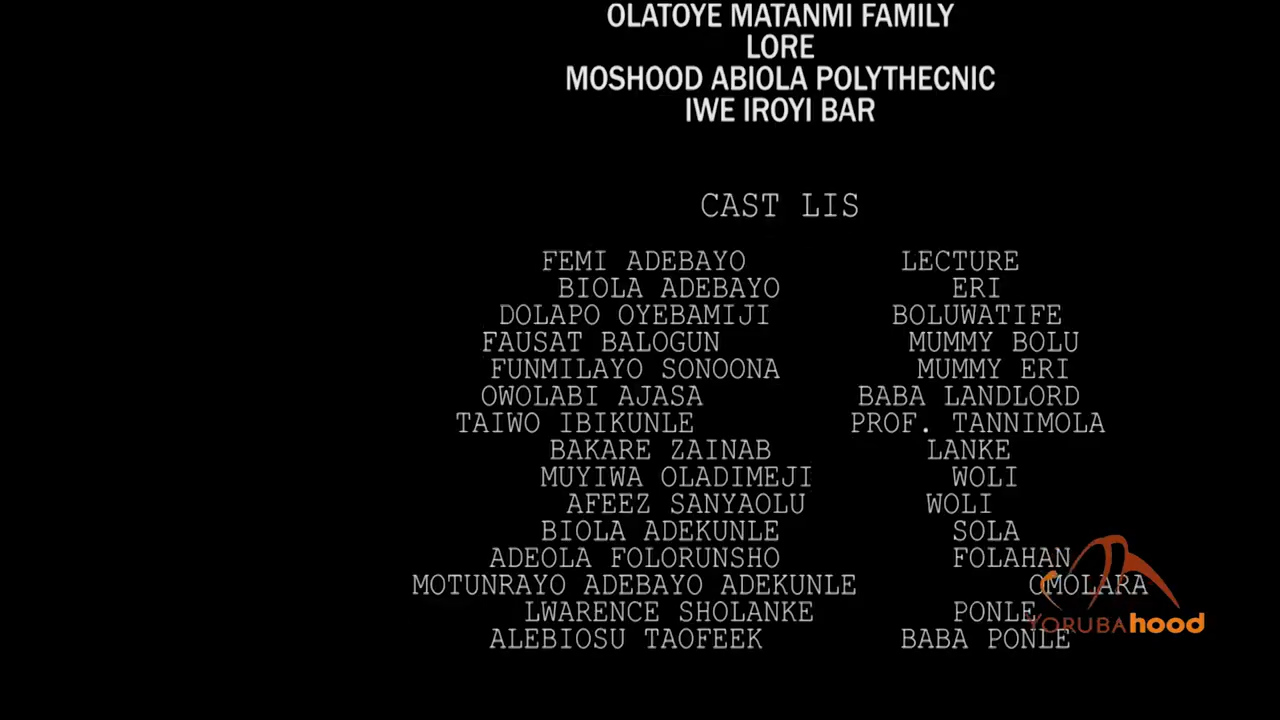 OLATOYE MATANMI FAMILY
LORE
MOSHOOD ABIOLA POLYTHECNIC
IWE IROYI BAR
CAST LIS
FEMI ADEBAYO LECTURE
BIOLA ADEBAYO ERI
DOLAPO OYEBAMIJI BOLUWATIFE
FAUSAT BALOGUN MUMMY BOLU
FUNMILAYO SONOONA MUMMY ERI
OWOLABI AJASA BABA LANDLORD
TAIWO IBIKUNLE PROF. TANNIMOLA
BAKARE ZAINAB LANKE
MUYIWA OLADIMEJI WOLI
AFEEZ SANYAOLU WOLI
BIOLA ADEKUNLE SOLA
ADEOLA FOLORUNSHO FOLAHAN
MOTUNRAYO ADEBAYO ADEKUNLE OMOLARA
LWARENCE SHOLANKE PONLE
YORUBAhood
ALEBIOSU TAOFEEK BABA PONLE